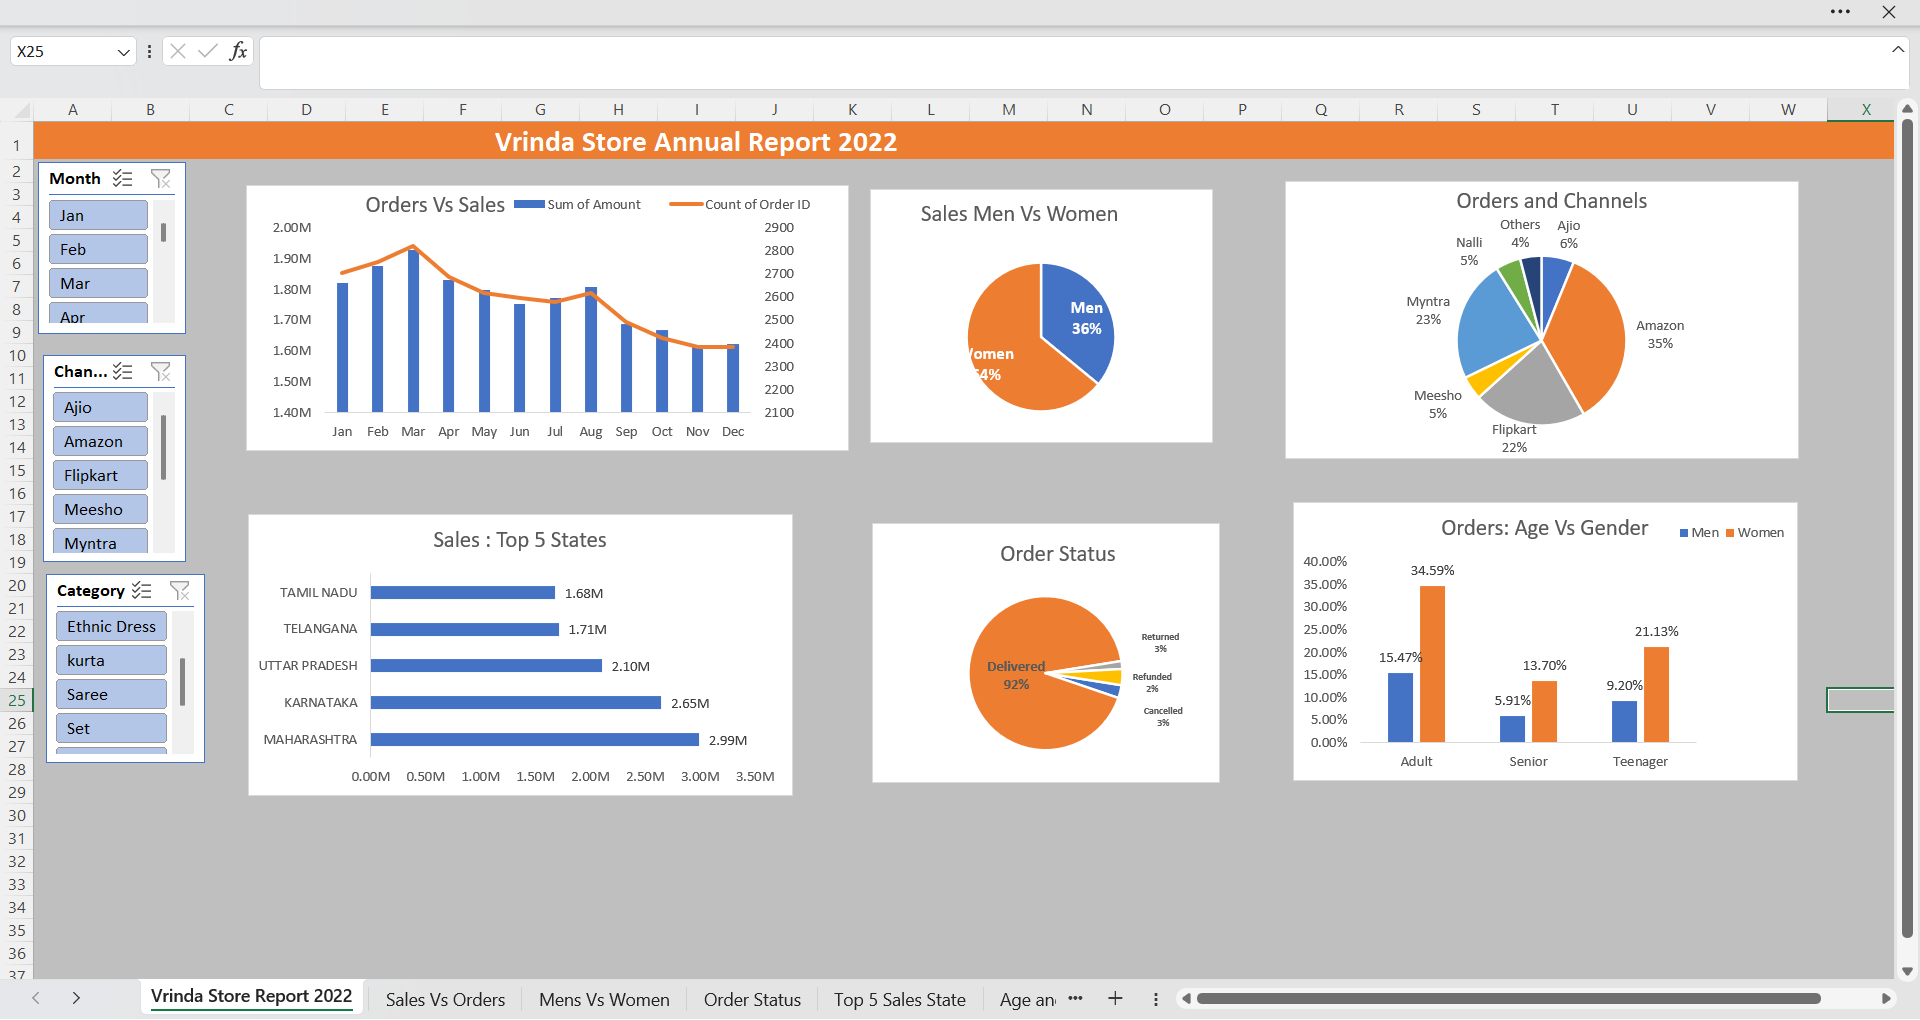 X25
fx
A B C D E F G H I J K L M N O P Q R S T U V W X
1
2
3
4
5
6
7
8
9
10
11
12
13
14
15
16
17
18
19
20
21
22
23
24
25
26
27
28
29
30
31
32
33
34
35
36
37
Vrinda Store Annual Report 2022
Month
Jan
Feb
Mar
Apr
Chan...
Ajio
Amazon
Flipkart
Meesho
Myntra
Category
Ethnic Dress
kurta
Saree
Set
Orders Vs Sales
Sum of Amount
Count of Order ID
2.00M
1.90M
1.80M
1.70M
1.60M
1.50M
1.40M
2900
2800
2700
2600
2500
2400
2300
2200
2100
Jan Feb Mar Apr May Jun Jul Aug Sep Oct Nov Dec
Sales Men Vs Women
Men
36%
omen
64%
Orders and Channels
Others
4%
Ajio
6%
Nalli
5%
Myntra
23%
Amazon
35%
Meesho
5%
Flipkart
22%
Sales : Top 5 States
TAMIL NADU 1.68M
TELANGANA 1.71M
UTTAR PRADESH 2.10M
KARNATAKA 2.65M
MAHARASHTRA 2.99M
0.00M 0.50M 1.00M 1.50M 2.00M 2.50M 3.00M 3.50M
Order Status
Delivered
92%
Returned
3%
Refunded
2%
Cancelled
3%
Orders: Age Vs Gender
Men Women
40.00%
35.00%
30.00%
25.00%
20.00%
15.00%
10.00%
5.00%
0.00%
15.47% 34.59%
5.91% 13.70%
9.20% 21.13%
Adult Senior Teenager
Vrinda Store Report 2022 Sales Vs Orders Mens Vs Women Order Status Top 5 Sales State Age an